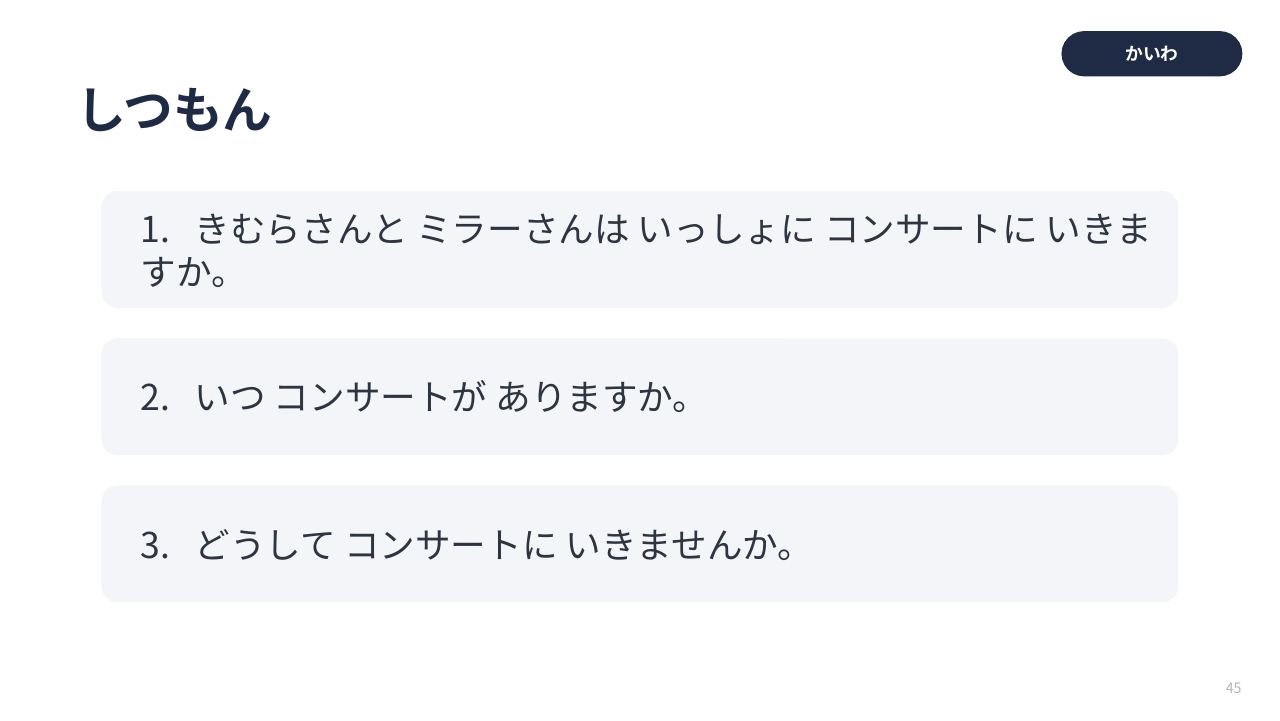 かいわ
しつもん
1. きむらさんと ミラーさんは いっしょに コンサートに いきま
すか。
2. いつ コンサートが ありますか。
3. どうして コンサートに いきませんか。
45